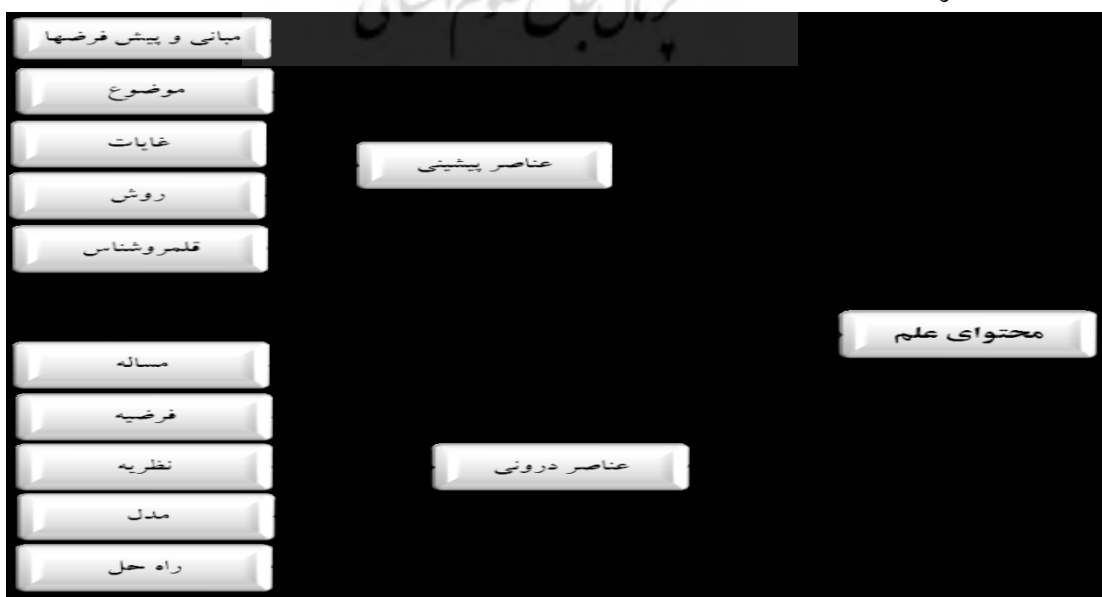 محتوای علم
عناصر پیشینی
مبانی و پیش فرضها
موضوع
غایات
روش
قلمروشناس
عناصر درونی
مساله
فرضیه
نظریه
مدل
راه حل